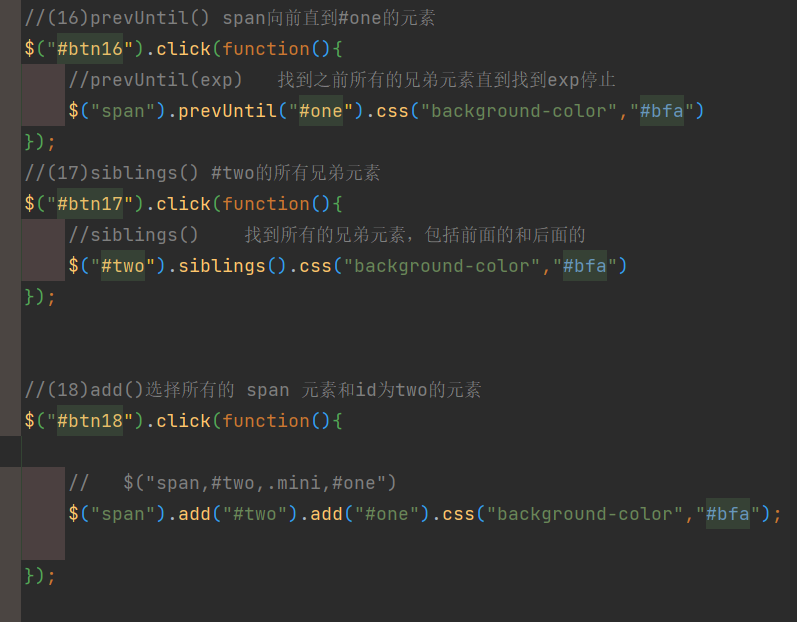 //(16)prevUntil() span向前直到#one的元素
$("#btn16").click(function(){
//prevUntil(exp)   找到之前所有的兄弟元素直到找到exp停止
$("span").prevUntil("#one").css("background-color","#bfa")
});
//(17)siblings() #two的所有兄弟元素
$("#btn17").click(function(){
//siblings()    找到所有的兄弟元素，包括前面的和后面的
$("#two").siblings().css("background-color","#bfa")
});
//(18)add()选择所有的 span 元素和id为two的元素
$("#btn18").click(function(){
//   $("span,#two,.mini,#one")
$("span").add("#two").add("#one").css("background-color","#bfa");
});